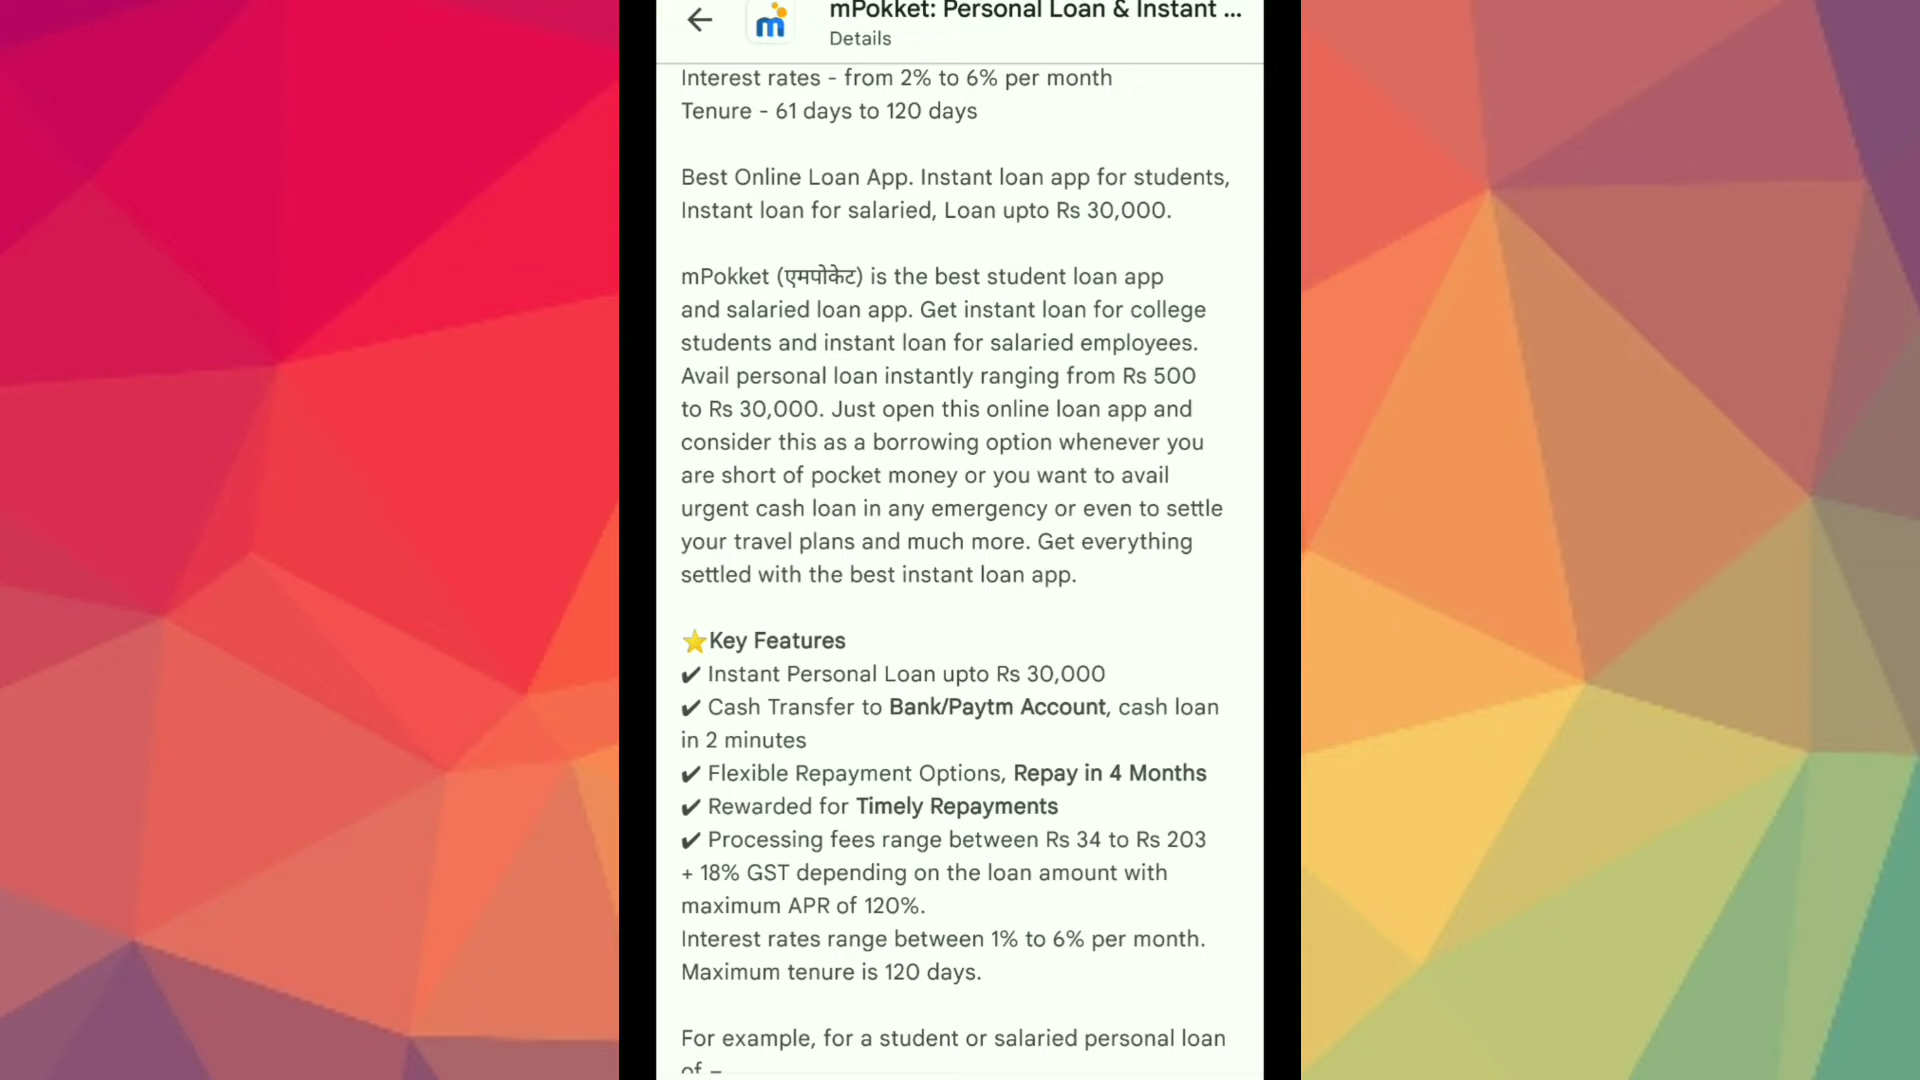 mPokket: Personal Loan & Instant ...
Details
Interest rates - from 2% to 6% per month
Tenure - 61 days to 120 days
Best Online Loan App. Instant loan app for students,
Instant loan for salaried, Loan upto Rs 30,000.
mPokket (एमपोकेट) is the best student loan app
and salaried loan app. Get instant loan for college
students and instant loan for salaried employees.
Avail personal loan instantly ranging from Rs 500
to Rs 30,000. Just open this online loan app and
consider this as a borrowing option whenever you
are short of pocket money or you want to avail
urgent cash loan in any emergency or even to settle
your travel plans and much more. Get everything
settled with the best instant loan app.
⭐Key Features
✔ Instant Personal Loan upto Rs 30,000
✔ Cash Transfer to Bank/Paytm Account, cash loan
in 2 minutes
✔ Flexible Repayment Options, Repay in 4 Months
✔ Rewarded for Timely Repayments
✔ Processing fees range between Rs 34 to Rs 203
+ 18% GST depending on the loan amount with
maximum APR of 120%.
Interest rates range between 1% to 6% per month.
Maximum tenure is 120 days.
For example, for a student or salaried personal loan
of –